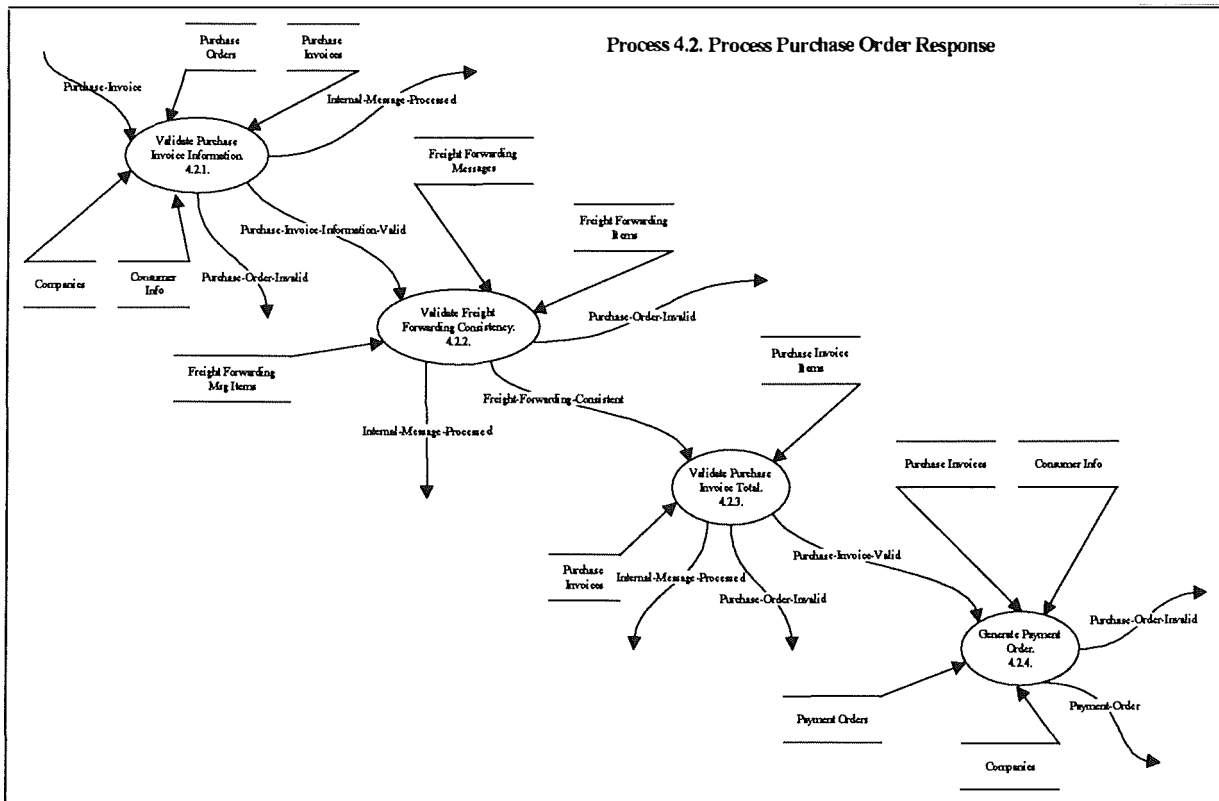 Process 4.2. Process Purchase Order Response
Purchase
Orders
Purchase
Invoices
Purchase-Invoice
Internal-Message-Processed
Validate Purchase
Invoice Information.
4.2.1.
Freight Forwarding
Messages
Purchase-Invoice-Information-Valid
Freight Forwarding
Items
Companies
Consumer
Info
Purchase-Order-Invalid
Validate Freight
Forwarding Consistency.
4.2.2.
Purchase-Order-Invalid
Freight Forwarding
Msg Items
Purchase Invoice
Items
Freight-Forwarding-Consistent
Internal-Message-Processed
Validate Purchase
Invoice Total.
4.2.3.
Purchase Invoices
Consumer Info
Purchase
Invoices
Internal-Message-Processed
Purchase-Order-Invalid
Purchase-Invoice-Valid
Generate Payment
Order.
4.2.4.
Purchase-Order-Invalid
Payment-Order
Payment Orders
Companies